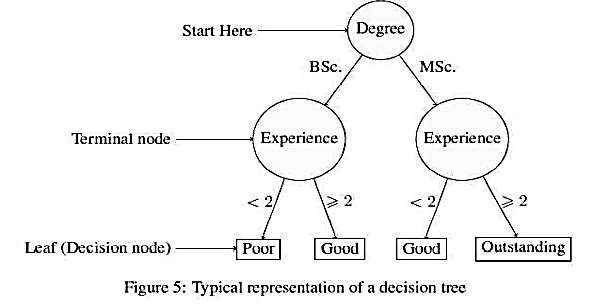 Start Here
Degree
BSc.
MSc.
Terminal node
Experience
Experience
< 2
⩾ 2
< 2
⩾ 2
Leaf (Decision node)
Poor
Good
Good
Outstanding
Figure 5: Typical representation of a decision tree